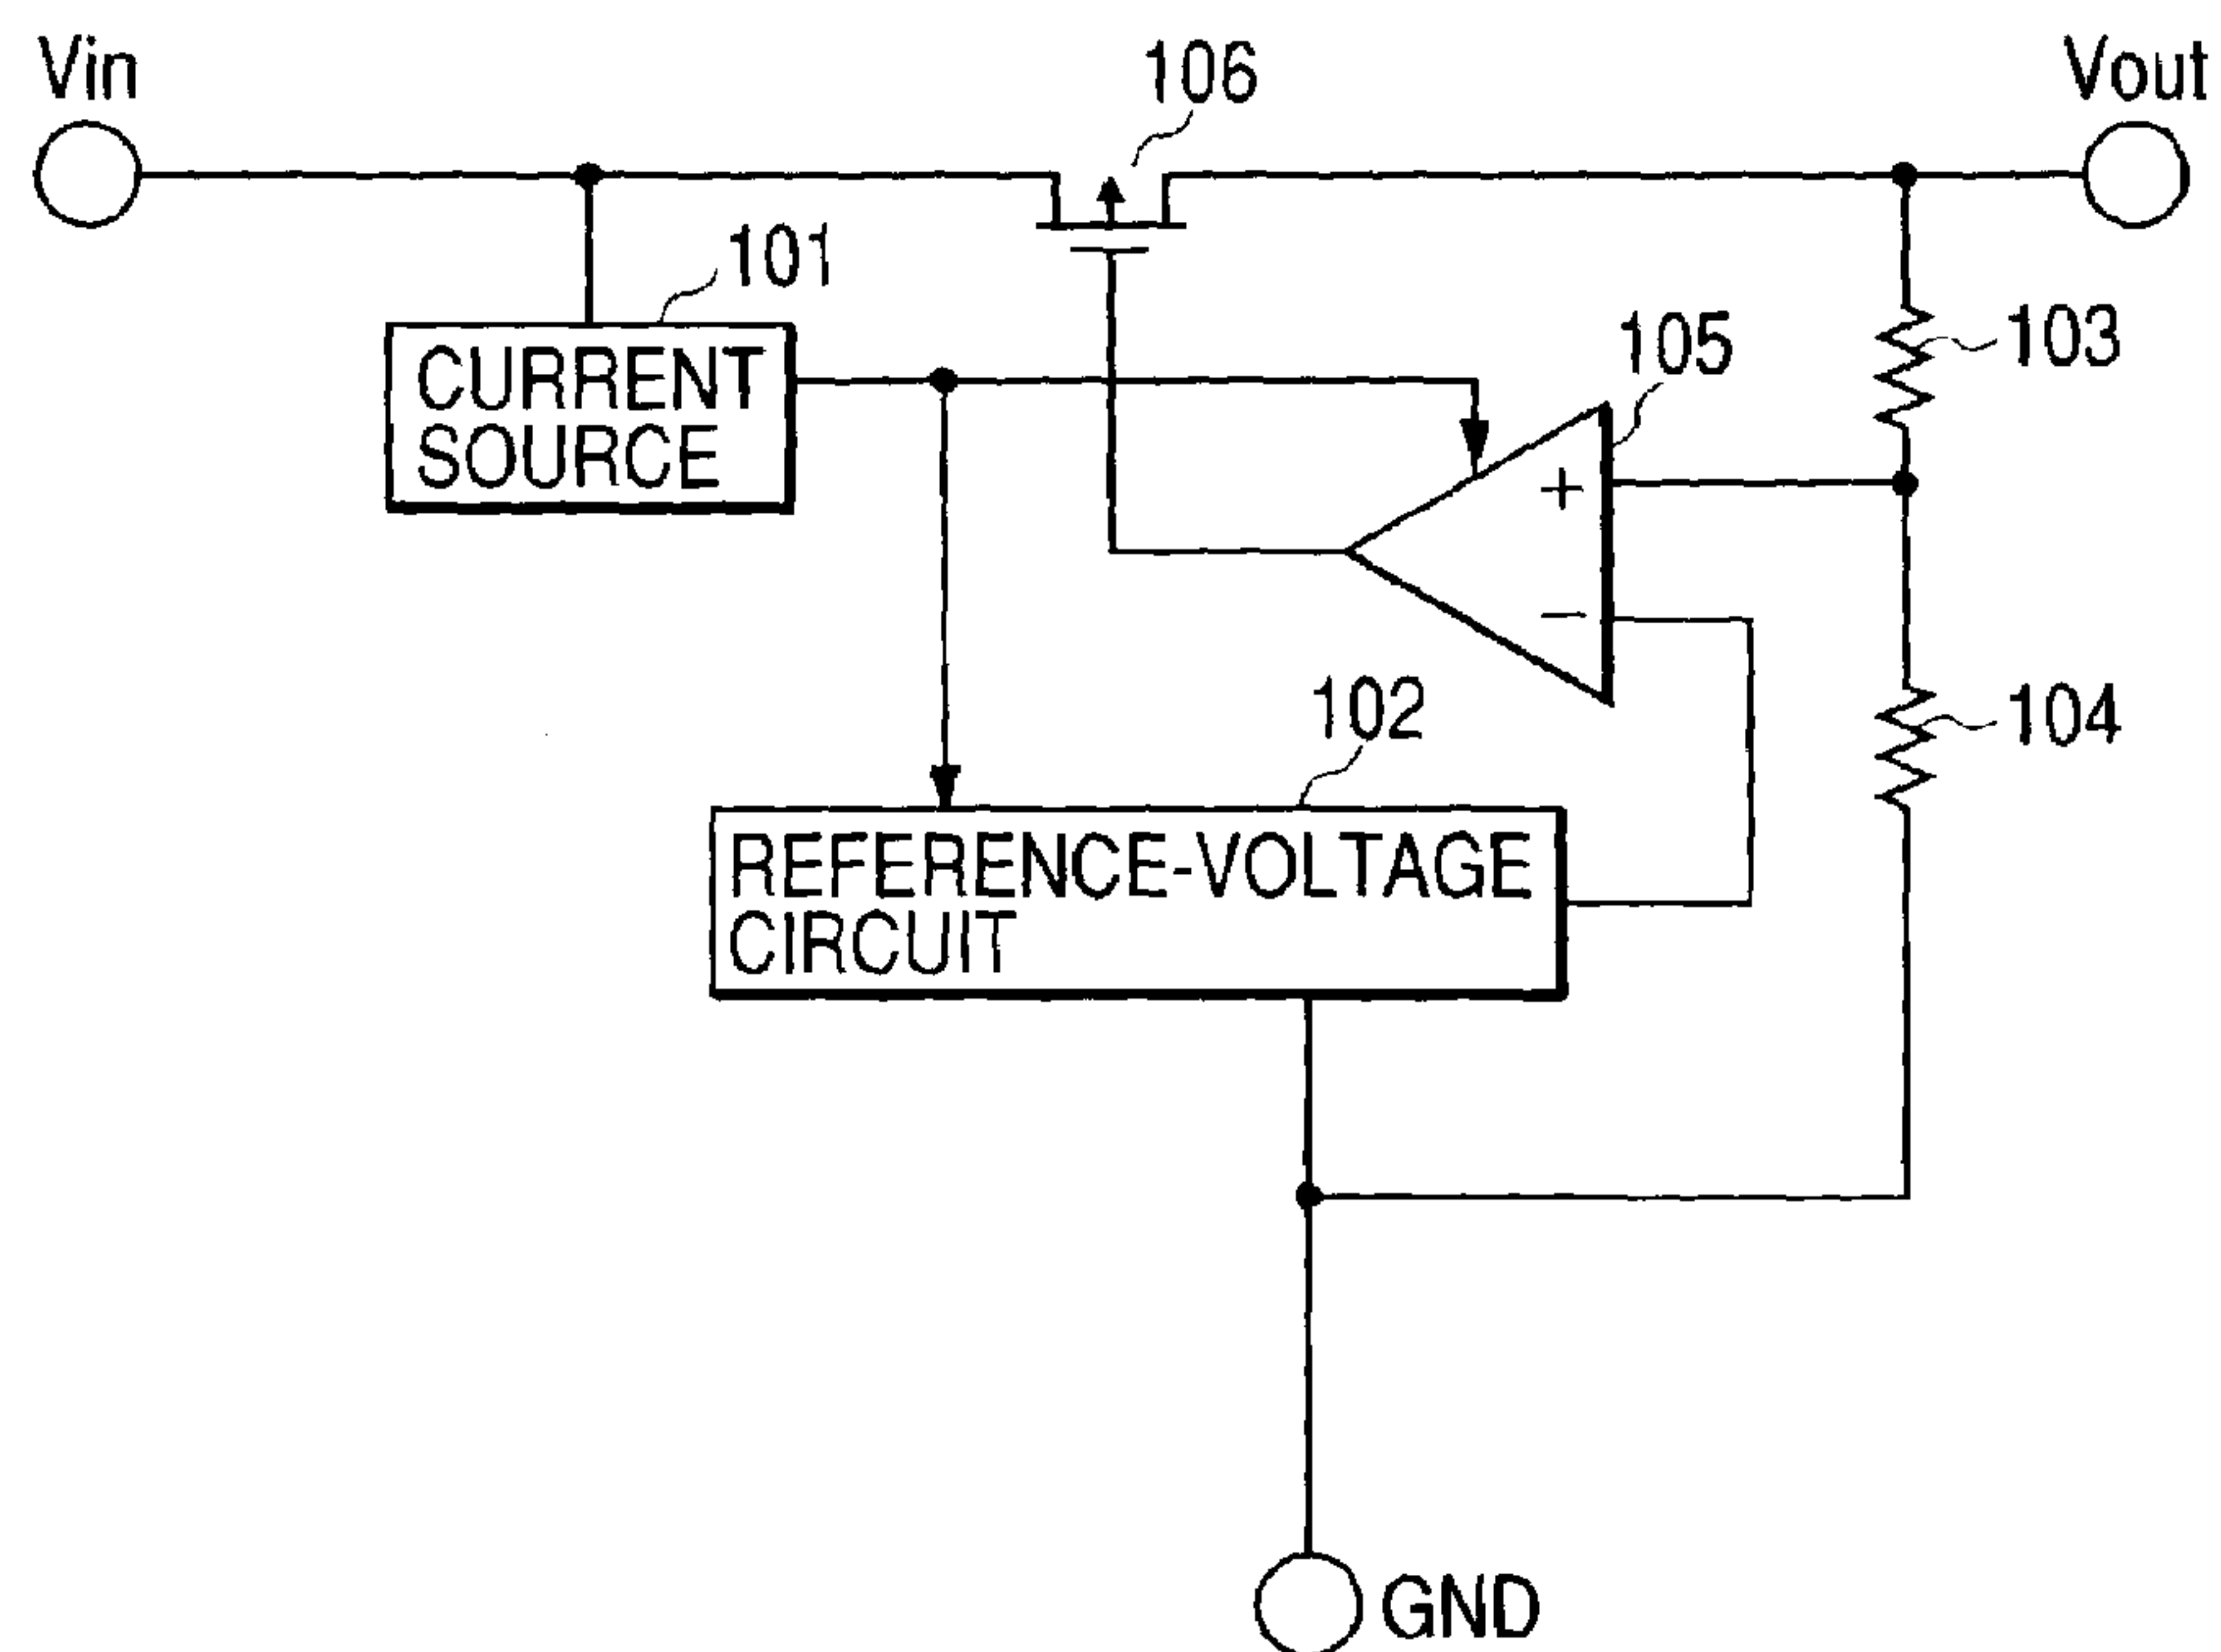 Vin
106
Vout
101
CURRENT
SOURCE
105
103
+
−
102
104
REFERENCE-VOLTAGE
CIRCUIT
GND